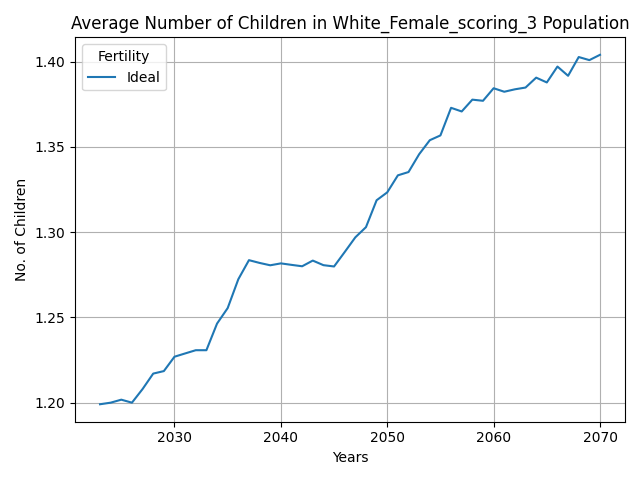 Average Number of Children in White_Female_scoring_3 Population
Fertility
Ideal
No. of Children
1.40
1.35
1.30
1.25
1.20
2030 2040 2050 2060 2070
Years